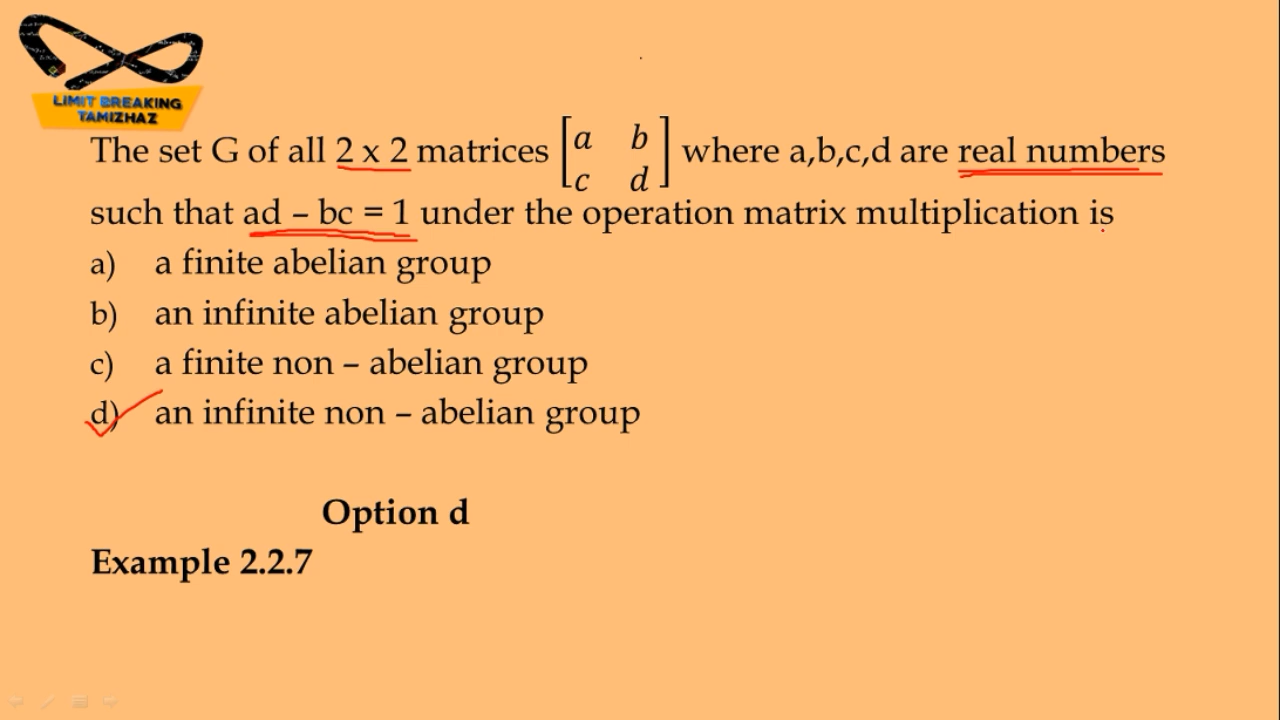 LIMIT BREAKING
TAMIZHAZ
The set G of all 2 x 2 matrices [a b c d] where a,b,c,d are real numbers
such that ad – bc = 1 under the operation matrix multiplication is
a) a finite abelian group
b) an infinite abelian group
c) a finite non – abelian group
d) an infinite non – abelian group
Option d
Example 2.2.7